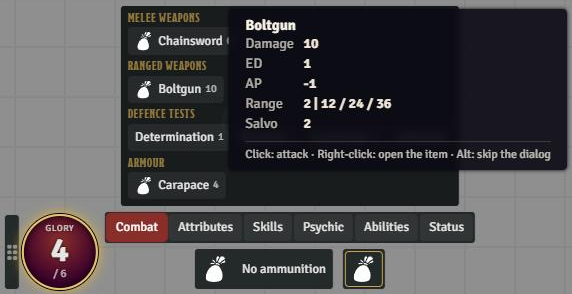 MELEE WEAPONS
Chainsword
RANGED WEAPONS
Boltgun 10
DEFENCE TESTS
Determination 1
ARMOUR
Carapace 4
Boltgun
Damage 10
ED 1
AP -1
Range 2 | 12 / 24 / 36
Salvo 2
Click: attack · Right-click: open the item · Alt: skip the dialog
GLORY
4
/ 6
Combat Attributes Skills Psychic Abilities Status
No ammunition